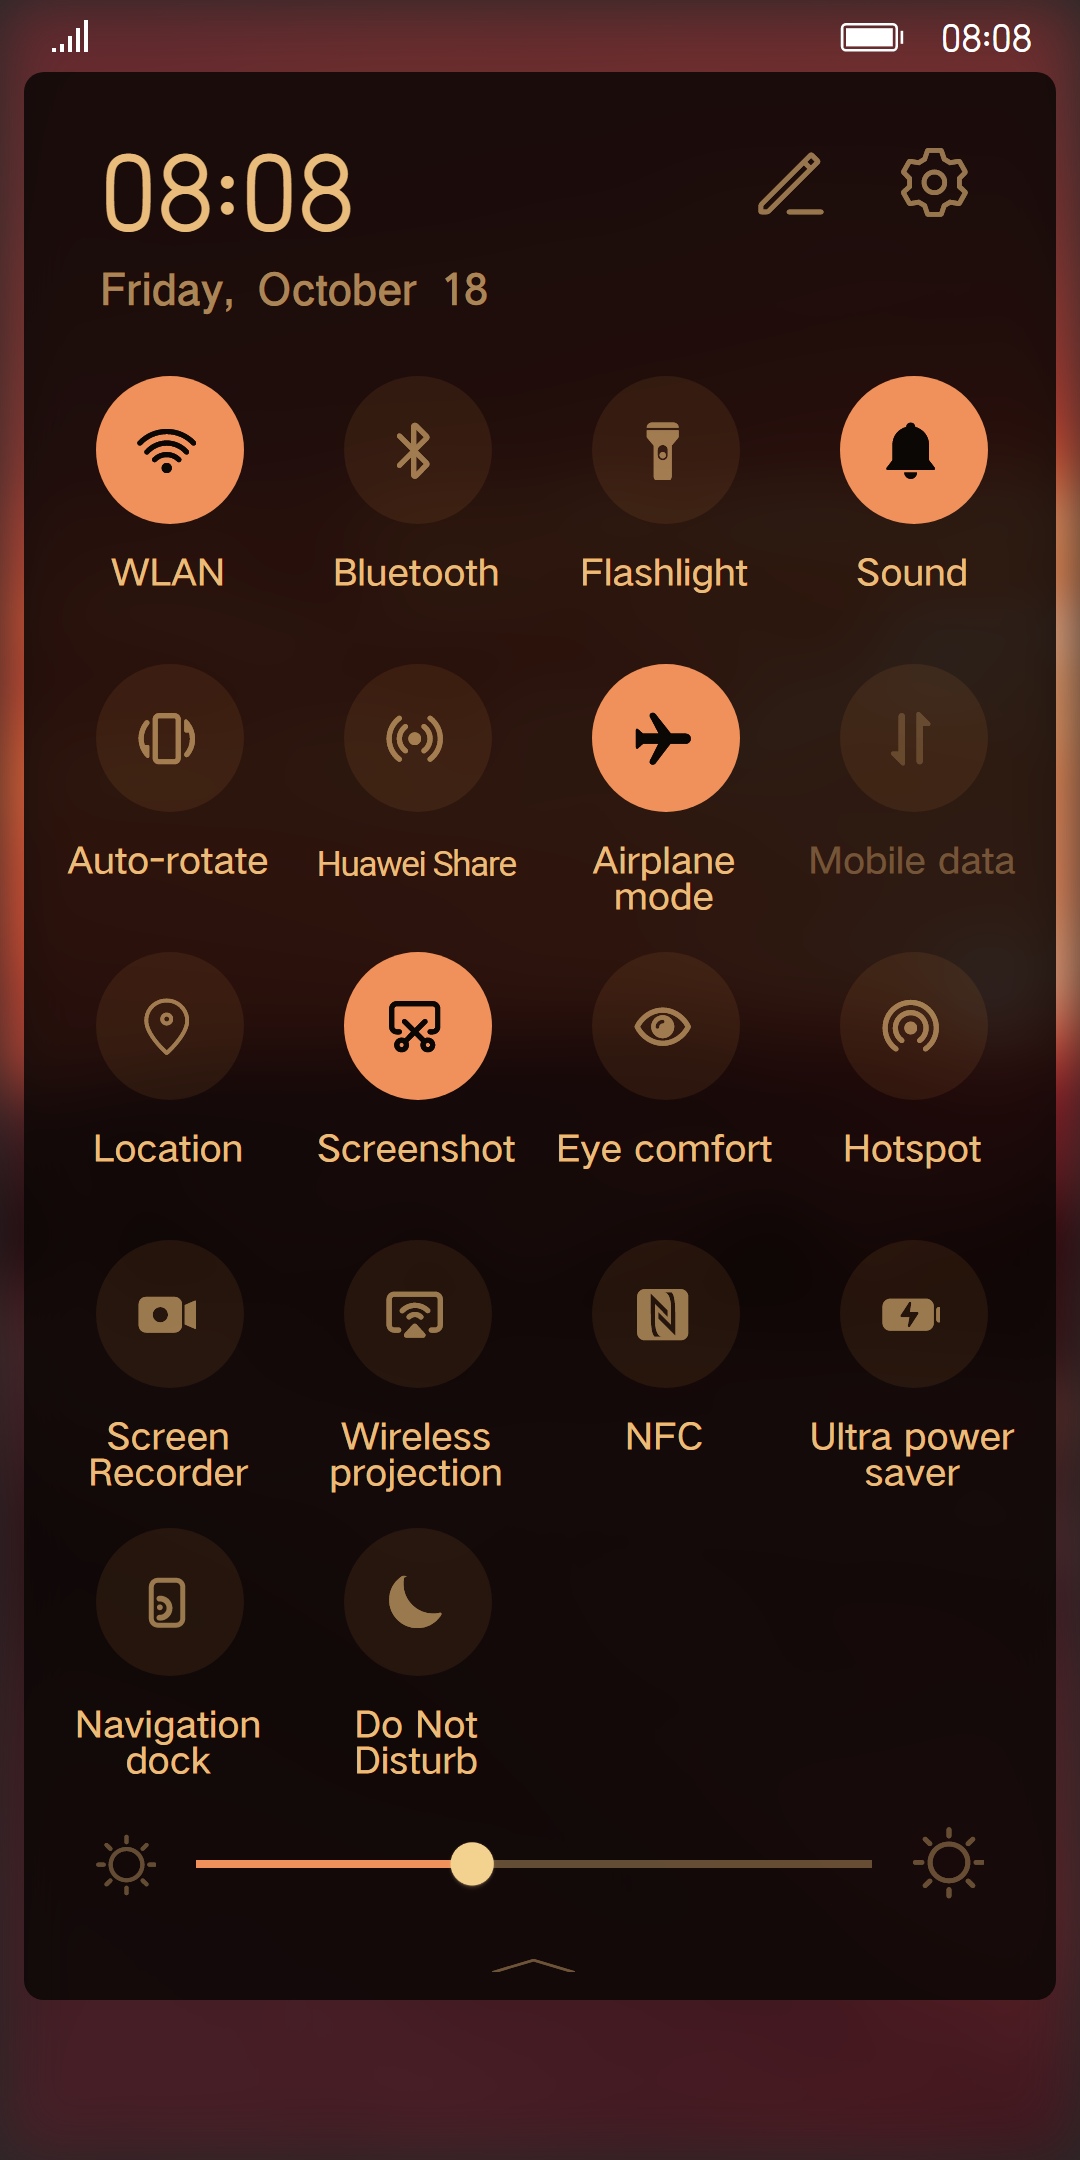 08:08
08:08
Friday, October 18
WLAN
Bluetooth
Flashlight
Sound
Auto-rotate
Huawei Share
Airplane
mode
Mobile data
Location
Screenshot
Eye comfort
Hotspot
Screen
Recorder
Wireless
projection
NFC
Ultra power
saver
Navigation
dock
Do Not
Disturb